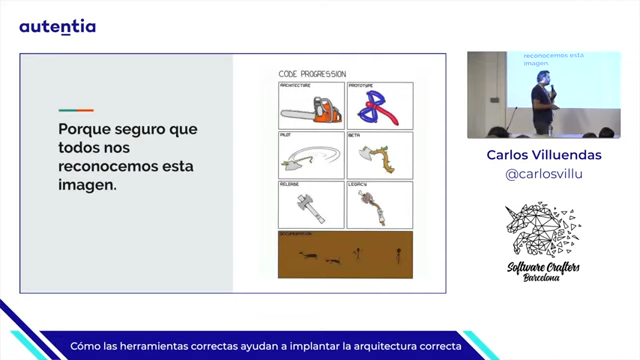 autentia
Porque seguro que
todos nos
reconocemos esta
imagen.
CODE PROGRESSION
ARCHITECTURE
PROTOTYPE
PILOT
BETA
RELEASE
LEGACY
reconocemos esta
imagen.
Carlos Villuendas
@carlosvillu
Software Crafters
Barcelona
Cómo las herramientas correctas ayudan a implantar la arquitectura correcta